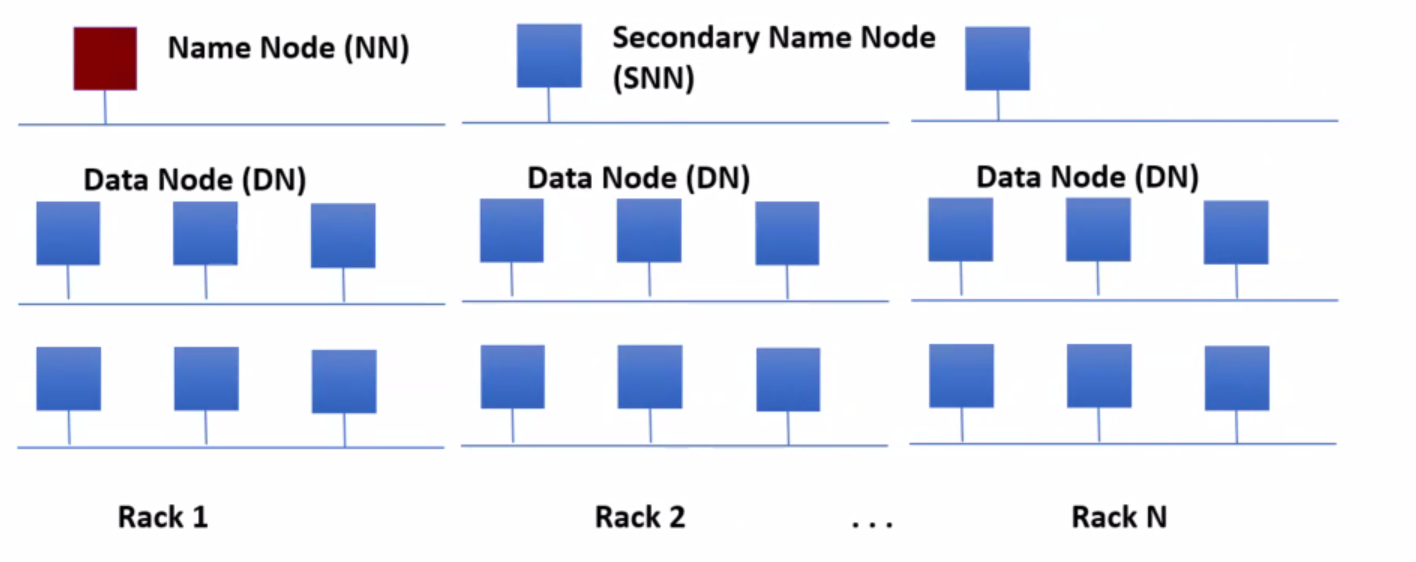 Name Node (NN)
Secondary Name Node
(SNN)
Data Node (DN)
Data Node (DN)
Data Node (DN)
Rack 1
Rack 2
...
Rack N